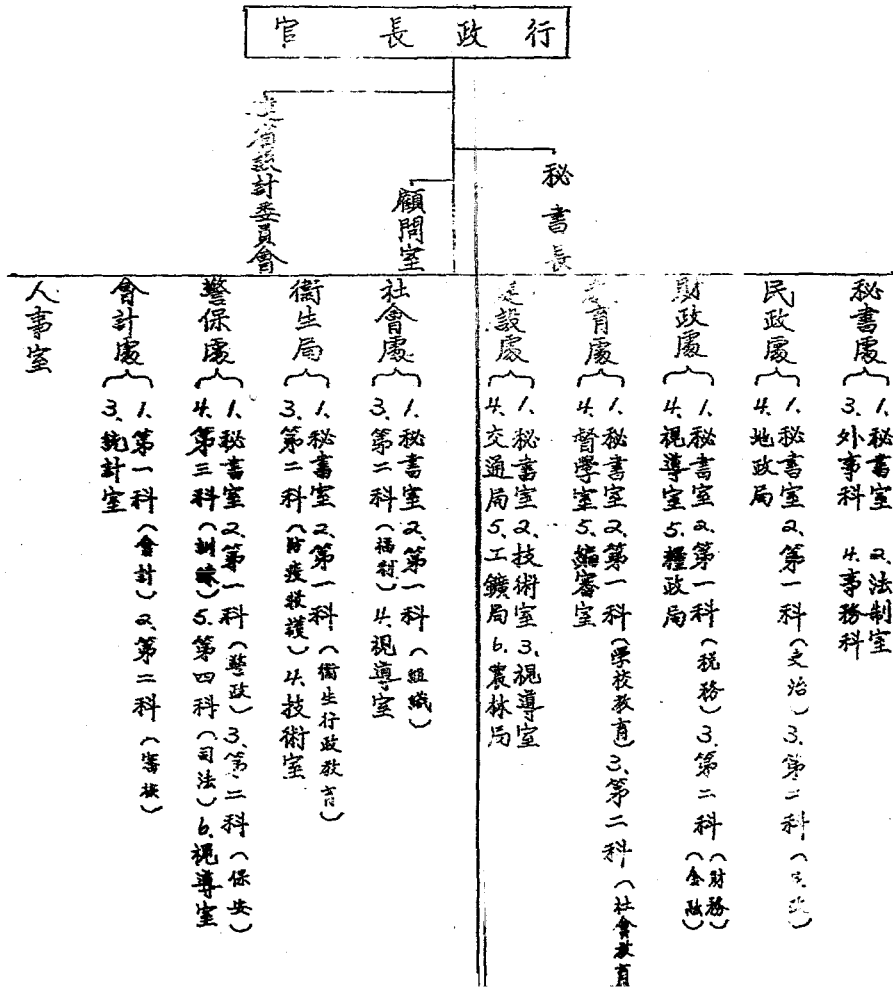 行政長官
秘書長
顧問室
建省設計委員會
秘書處
1.秘書室 2.法制室
3.外事科 4.事務科
民政處
1.秘書室 2.第一科 3.第二科
4.地政局
財政處
1.秘書室 2.第一科(税務) 3.第二科(財務)(金融)
4.視導室 5.糧政局
教育處
1.秘書室 2.第一科(学校教育) 3.第二科(社會教育
4.督學室 5.編審室
建設處
1.秘書室 2.技術室 3.視導室
4.交通局 5.工鑛局 6.農林局
社會處
1.秘書室 2.第一科(組織)
3.第二科(福利) 4.視導室
衛生局
1.秘書室 2.第一科(衛生行政教育)
3.第二科(防疫救護) 4.技術室
警保處
1.秘書室 2.第一科(警政) 3.第二科(保安)
4.第三科(訓練) 5.第四科(司法) 6.視導室
會計處
1.第一科(會計) 2.第二科(審核)
3.統計室
人事室